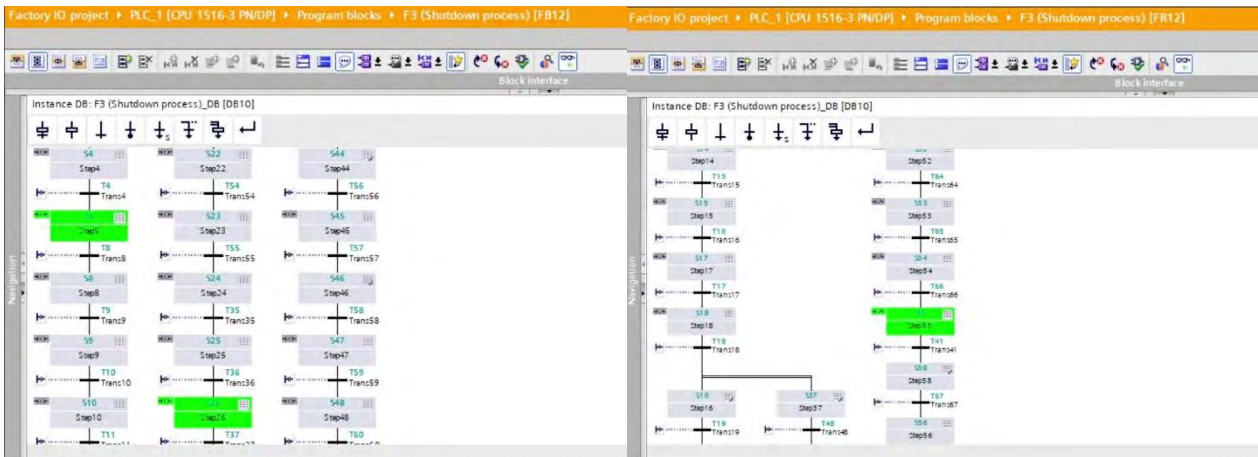 Factory IO project ▸ PLC_1 [CPU 1516-3 PN/DP] ▸ Program blocks ▸ F3 (Shutdown process) [FB12]
Block interface
Instance DB: F3 (Shutdown process)_DB [DB10]
Navigation
S4 S22 S44
Step4 Step22 Step44
T4 T54 T56
Trans4 Trans54 Trans56
S23 S45
Step5 Step23 Step45
T8 T55 T57
Trans8 Trans55 Trans57
S8 S24 S46
Step8 Step24 Step46
T9 T35 T58
Trans9 Trans35 Trans58
S9 S25 S47
Step9 Step25 Step47
T10 T36 T59
Trans10 Trans36 Trans59
S10 S48
Step10 Step26 Step48
T11 T37 T60
Factory IO project ▸ PLC_1 [CPU 1516-3 PN/DP] ▸ Program blocks ▸ F3 (Shutdown process) [FB12]
Block interface
Instance DB: F3 (Shutdown process)_DB [DB10]
Navigation
Step14 Step52
T15 T64
Trans15 Trans64
S15 S53
Step15 Step53
T16 T65
Trans16 Trans65
S17 S54
Step17 Step54
T17 T66
Trans17 Trans66
S18
Step18 Step55
T18 T41
Trans18 Trans41
S58
Step58
S16 S37
Step16 Step37
T67
Trans67
T19 T48
Trans19 Trans48
S56
Step56